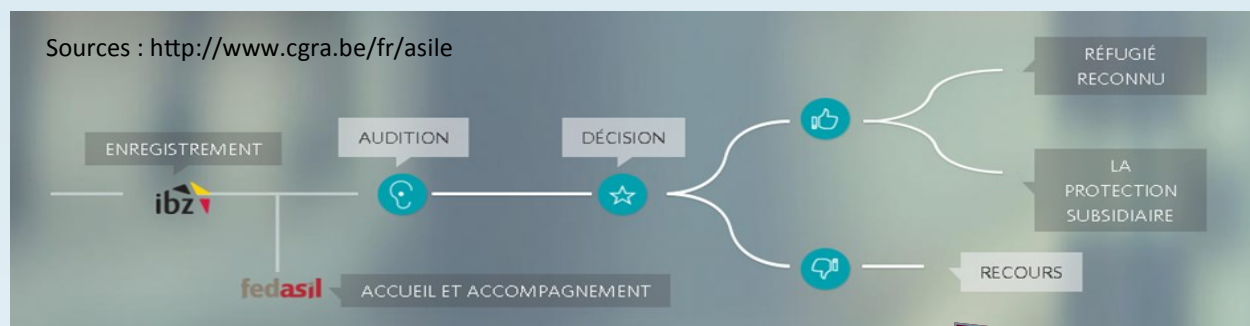 Sources : http://www.cgra.be/fr/asile
ENREGISTREMENT
ibz
fedasil
ACCUEIL ET ACCOMPAGNEMENT
AUDITION
DÉCISION
RÉFUGIÉ
RECONNU
LA
PROTECTION
SUBSIDIAIRE
RECOURS